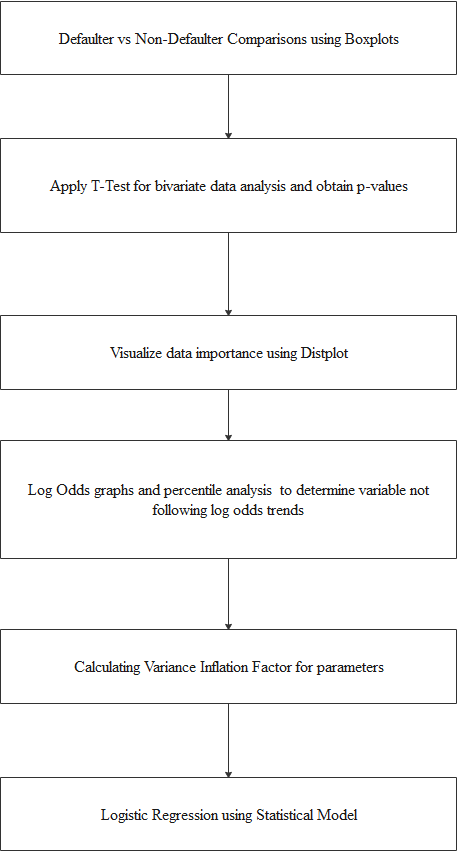 Defaulter vs Non-Defaulter Comparisons using Boxplots
Apply T-Test for bivariate data analysis and obtain p-values
Visualize data importance using Distplot
Log Odds graphs and percentile analysis  to determine variable not
following log odds trends
Calculating Variance Inflation Factor for parameters
Logistic Regression using Statistical Model